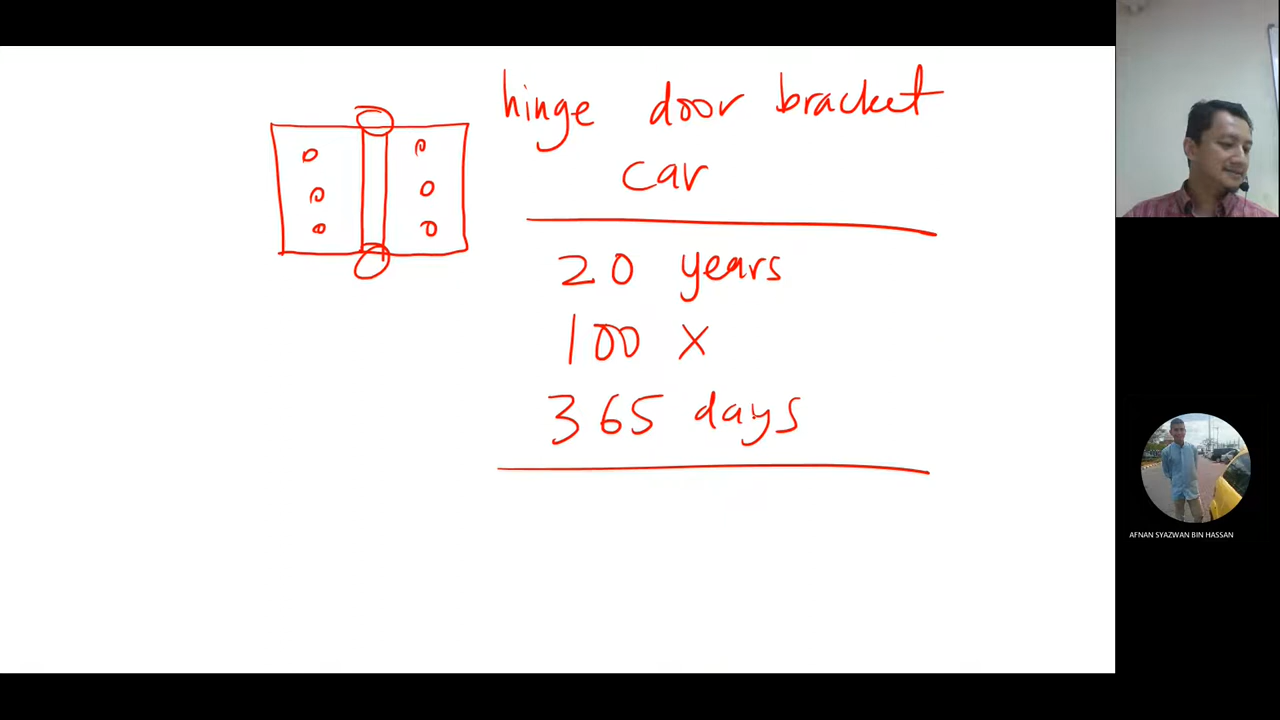 hinge door bracket
car
20 years
100 x
365 days
AFNAN SYAZWAN BIN HASSAN